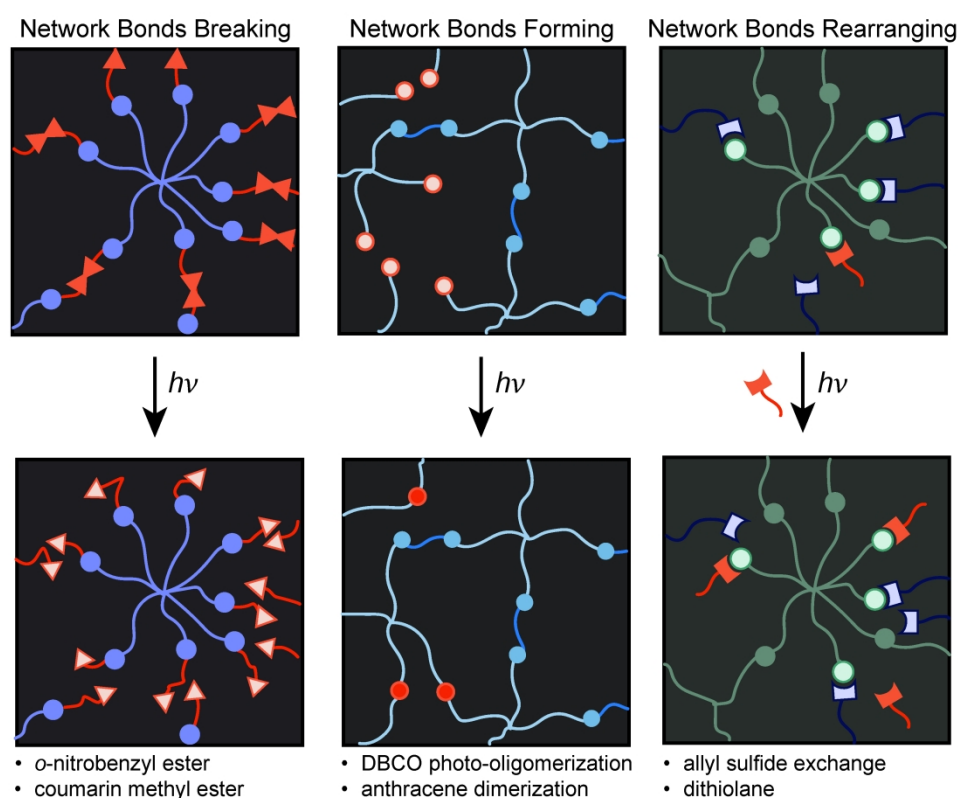 Network Bonds Breaking
Network Bonds Forming
Network Bonds Rearranging
hν
hν
hν
• o-nitrobenzyl ester
• coumarin methyl ester
• DBCO photo-oligomerization
• anthracene dimerization
• allyl sulfide exchange
• dithiolane